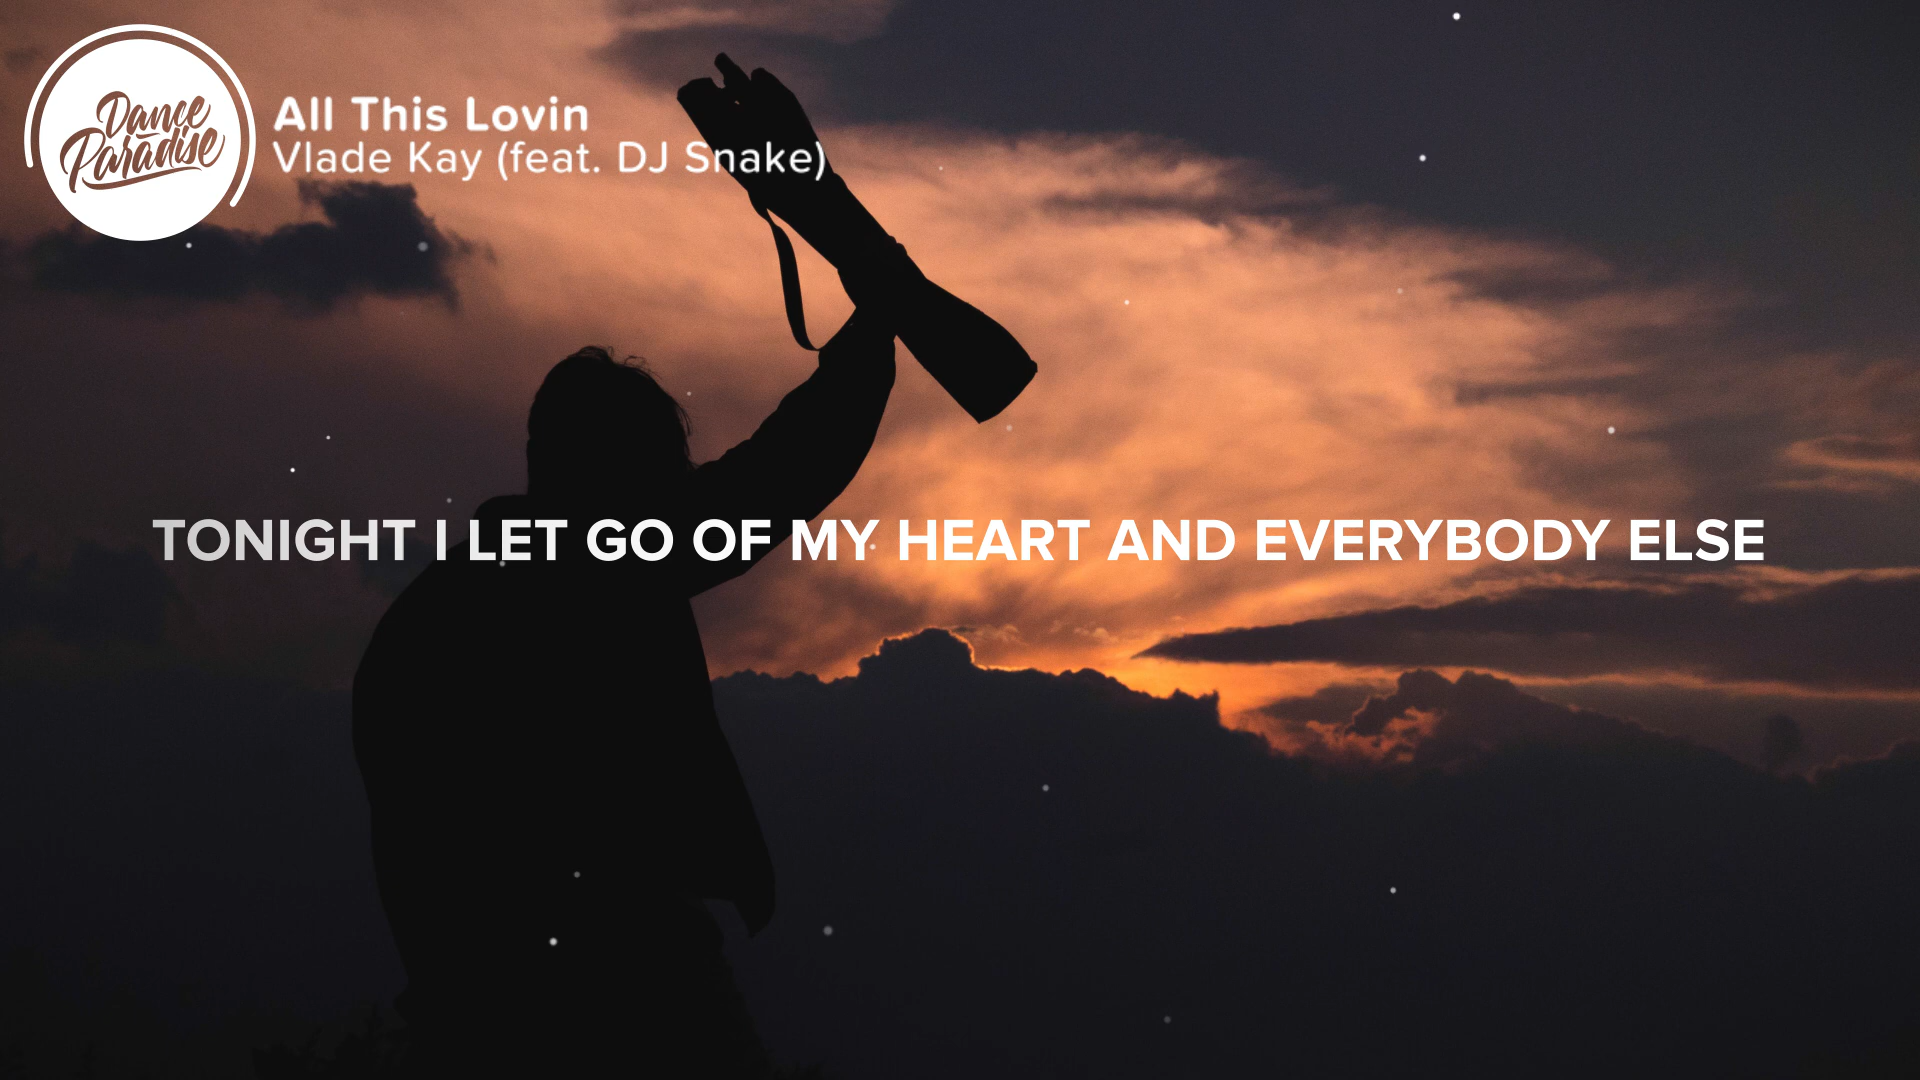 Dance
Paradise
All This Lovin
Vlade Kay (feat. DJ Snake)
TONIGHT I LET GO OF MY HEART AND EVERYBODY ELSE